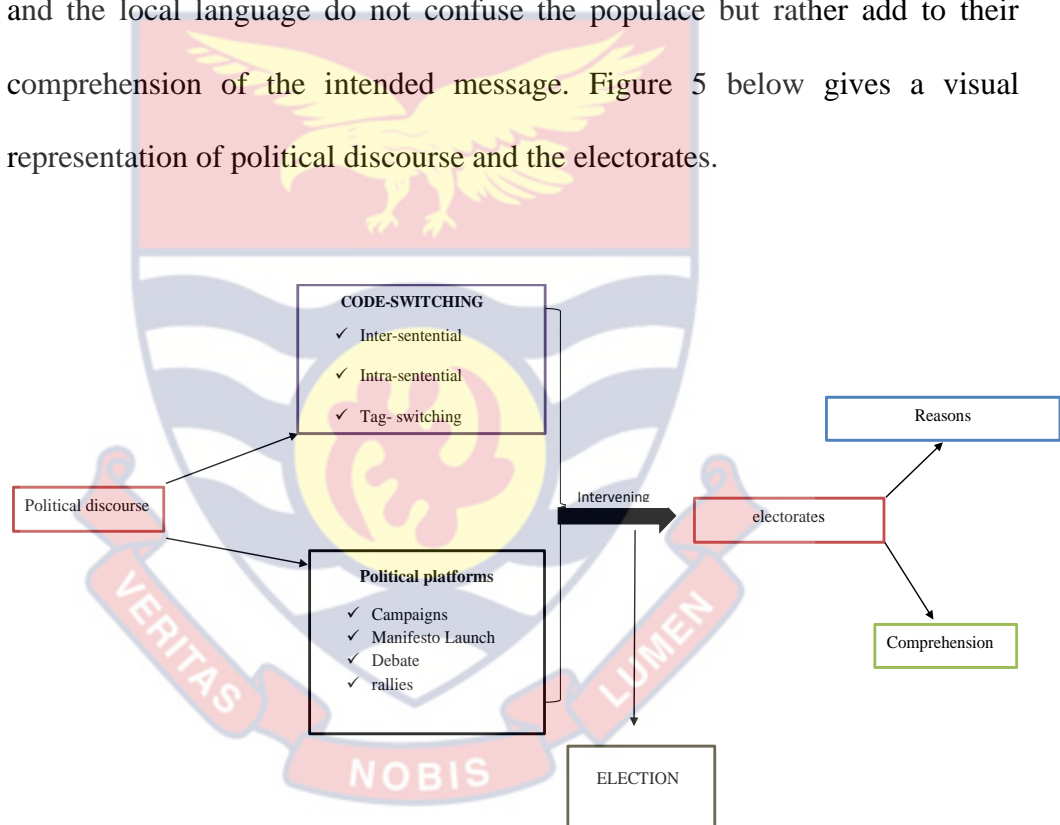 and the local language do not confuse the populace but rather add to their
comprehension of the intended message. Figure 5 below gives a visual
representation of political discourse and the electorates.
CODE-SWITCHING
✓ Inter-sentential
✓ Intra-sentential
✓ Tag- switching
Reasons
Political discourse
Intervening
electorates
Political platforms
✓ Campaigns
✓ Manifesto Launch
✓ Debate
✓ rallies
Comprehension
ELECTION
VERITAS
NOBIS
LUMEN